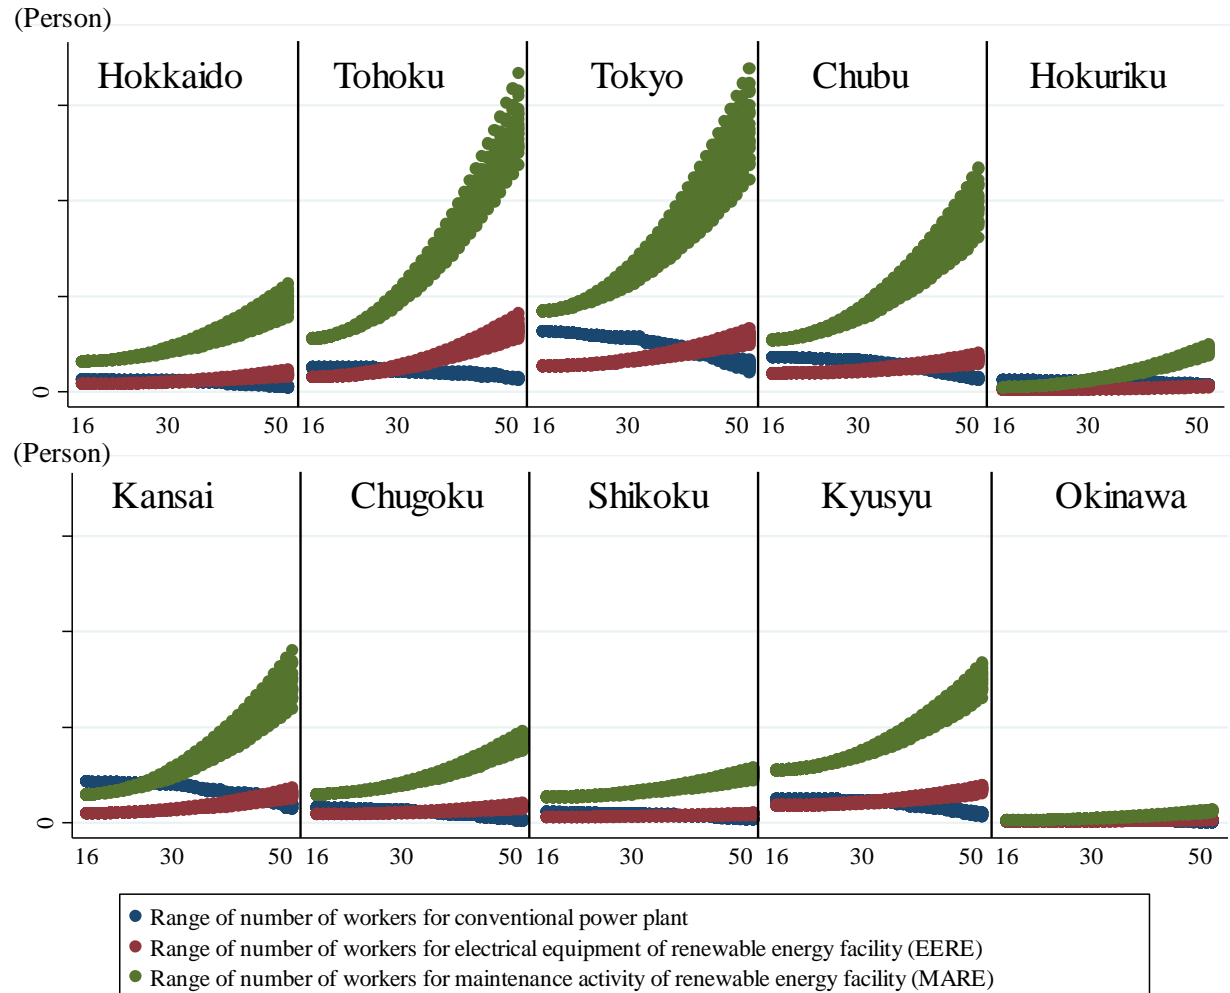 (Person)
Hokkaido Tohoku Tokyo Chubu Hokuriku
0
16 30 50 16 30 50 16 30 50 16 30 50 16 30 50
(Person)
Kansai Chugoku Shikoku Kyusyu Okinawa
0
16 30 50 16 30 50 16 30 50 16 30 50 16 30 50
Range of number of workers for conventional power plant
Range of number of workers for electrical equipment of renewable energy facility (EERE)
Range of number of workers for maintenance activity of renewable energy facility (MARE)